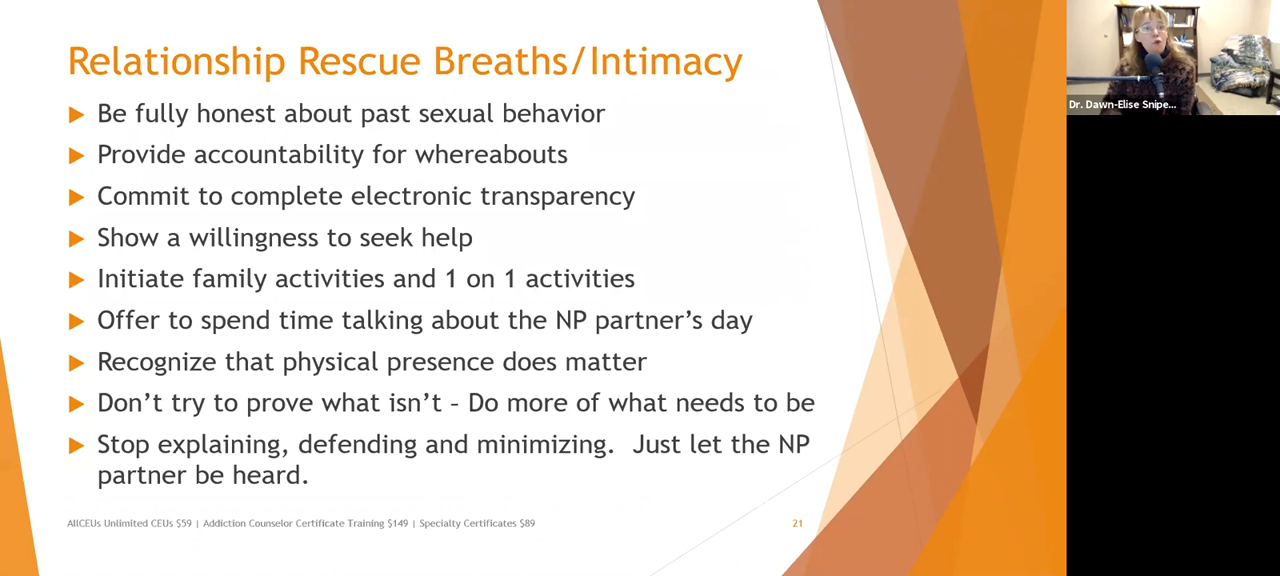 Relationship Rescue Breaths/Intimacy
Be fully honest about past sexual behavior
Provide accountability for whereabouts
Commit to complete electronic transparency
Show a willingness to seek help
Initiate family activities and 1 on 1 activities
Offer to spend time talking about the NP partner’s day
Recognize that physical presence does matter
Don’t try to prove what isn’t – Do more of what needs to be
Stop explaining, defending and minimizing.  Just let the NP
partner be heard.
AllCEUs Unlimited CEUs $59 | Addiction Counselor Certificate Training $149 | Specialty Certificates $89
21
Dr. Dawn-Elise Snipe...